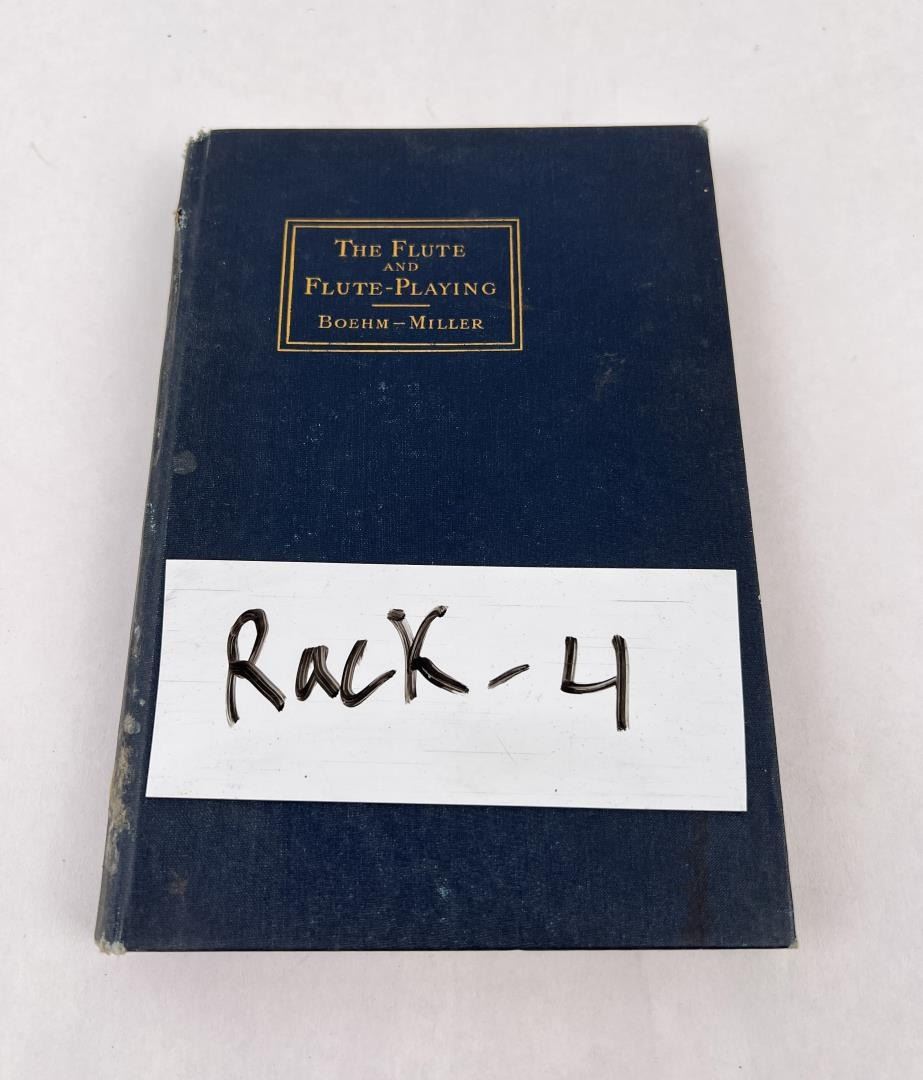 THE FLUTE
AND
FLUTE-PLAYING
BOEHM—MILLER
Rack-4